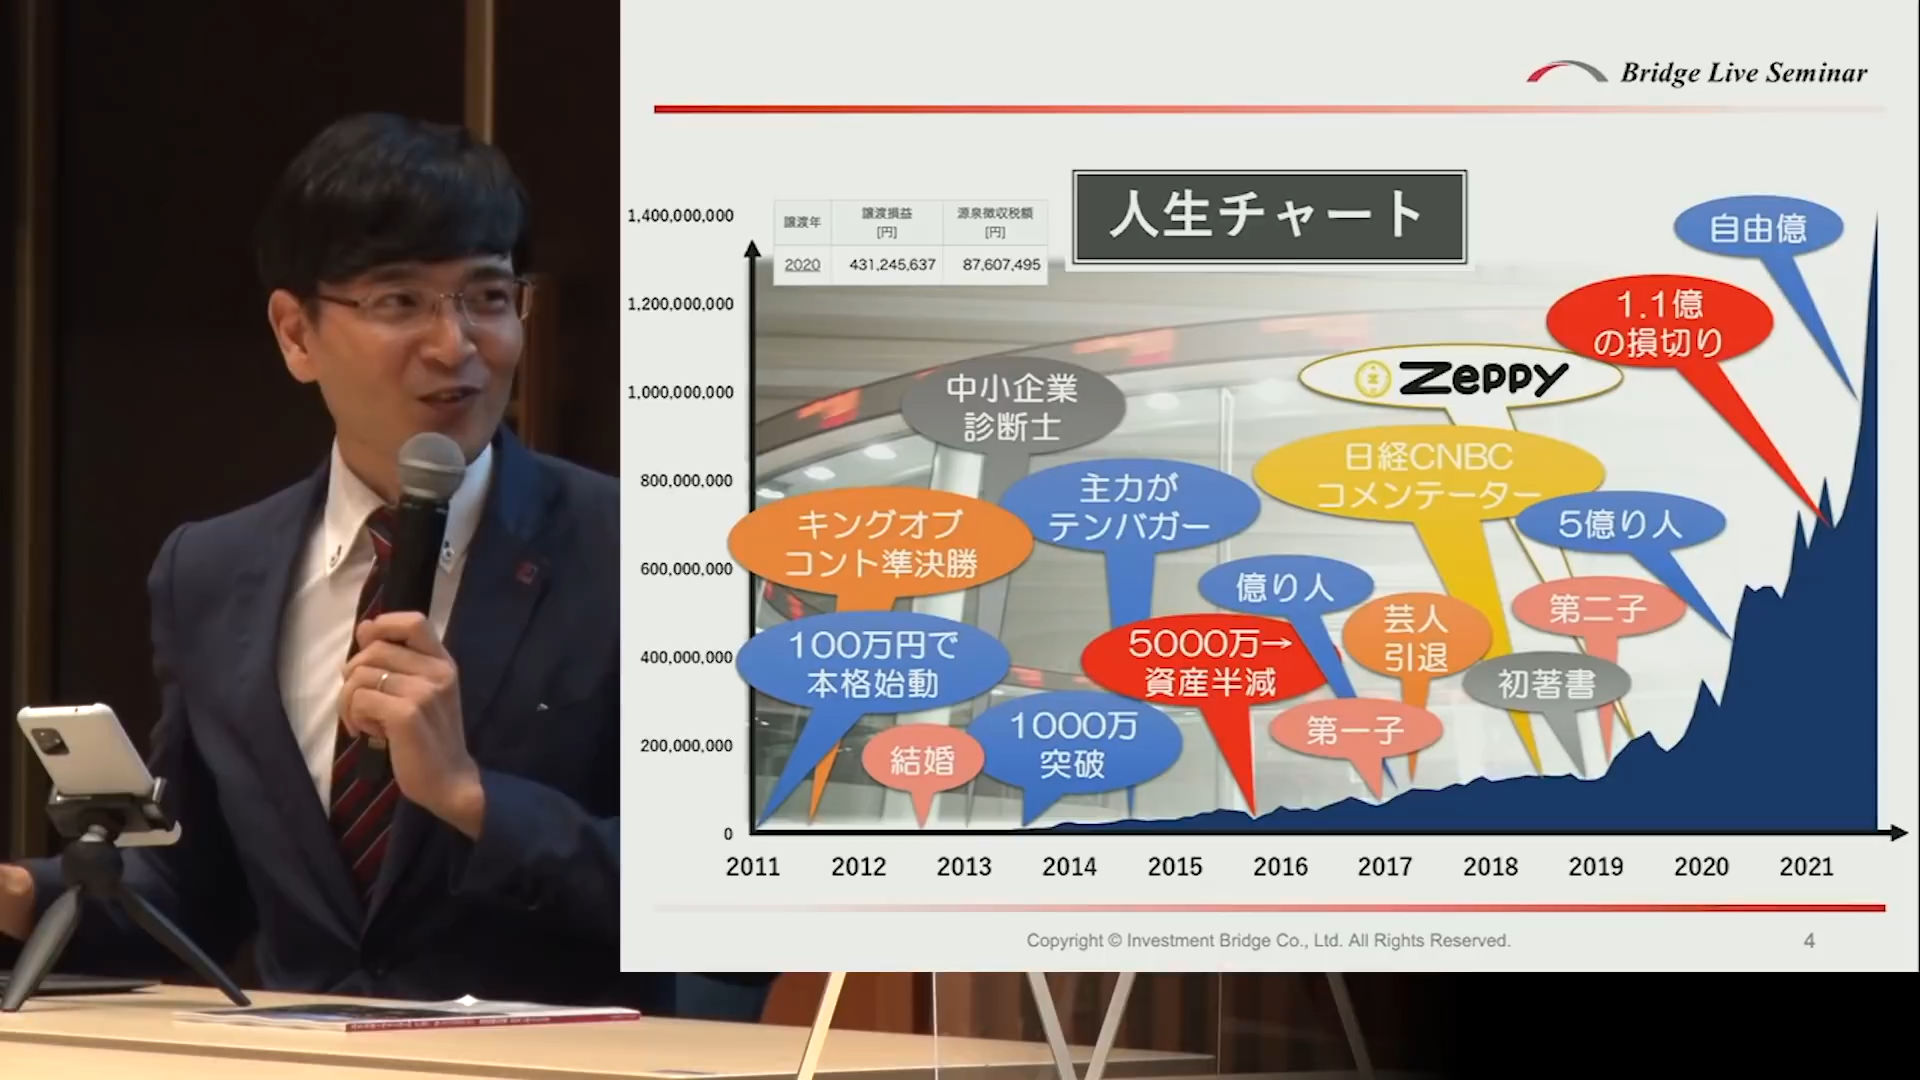 Bridge Live Seminar
人生チャート
譲渡年
譲渡損益
[円]
源泉徴収税額
[円]
2020
431,245,637
87,607,495
1,400,000,000
1,200,000,000
1,000,000,000
800,000,000
600,000,000
400,000,000
200,000,000
0
自由億
1.1億
の損切り
Zeppy
中小企業
診断士
日経CNBC
コメンテーター
主力が
テンバガー
キングオブ
コント準決勝
5億り人
億り人
芸人
引退
第二子
100万円で
本格始動
5000万→
資産半減
初著書
1000万
突破
第一子
結婚
2011
2012
2013
2014
2015
2016
2017
2018
2019
2020
2021
Copyright © Investment Bridge Co., Ltd. All Rights Reserved.
4